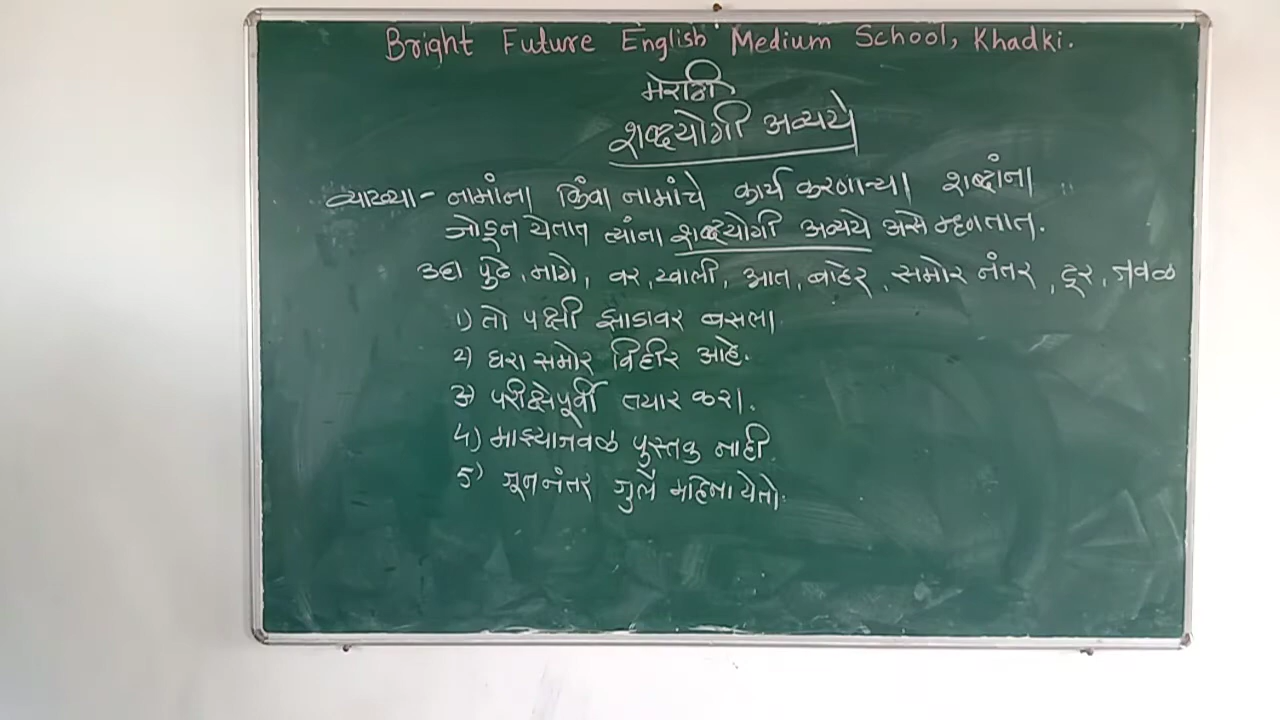 Bright Future English Medium School, Khadki.
मराठी
शब्दयोगी अव्यये
व्याख्या - नामांना किंवा नामांचे कार्य करणाऱ्या शब्दांना
जोडून येतात त्यांना शब्दयोगी अव्यये असे म्हणतात.
उदा पुढे, मागे, वर, खाली, आत, बाहेर, समोर नंतर, दूर, जवळ
1) तो पक्षी झाडावर बसला.
2) घरा समोर विहीर आहे.
3) परीक्षेपूर्वी तयार करा.
4) माझ्याजवळ पुस्तक नाही.
5) जूननंतर जुलै महिना येतो.